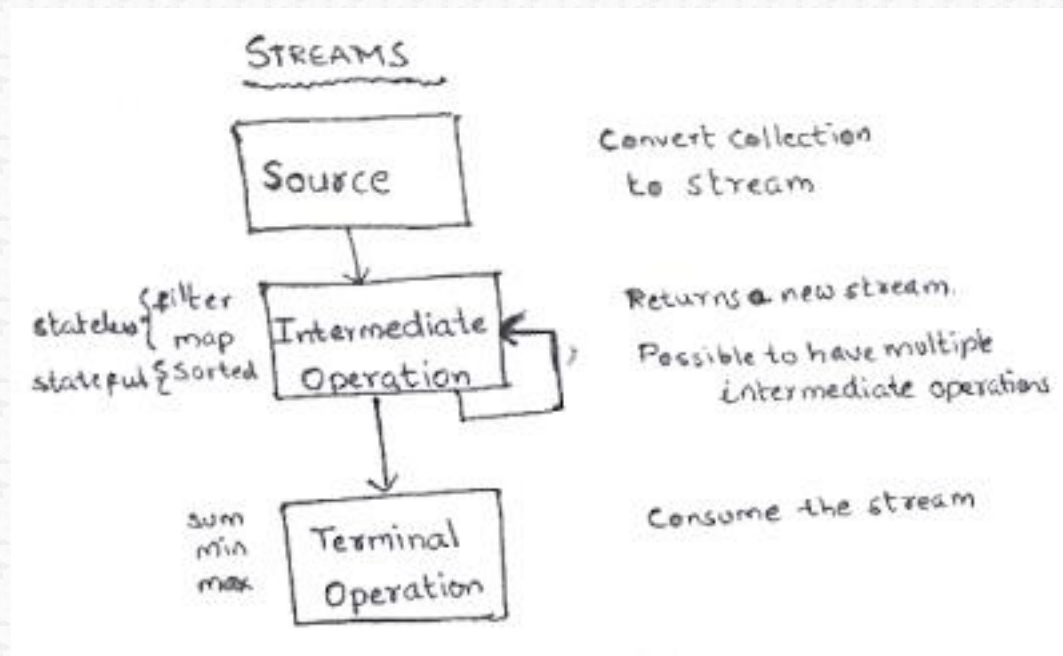 STREAMS
Source
Convert collection
to stream
stateless { filter
map
stateful { sorted
Intermediate
Operation
Returns a new stream.
Possible to have multiple
intermediate operations
sum
min
max
Terminal
Operation
Consume the stream